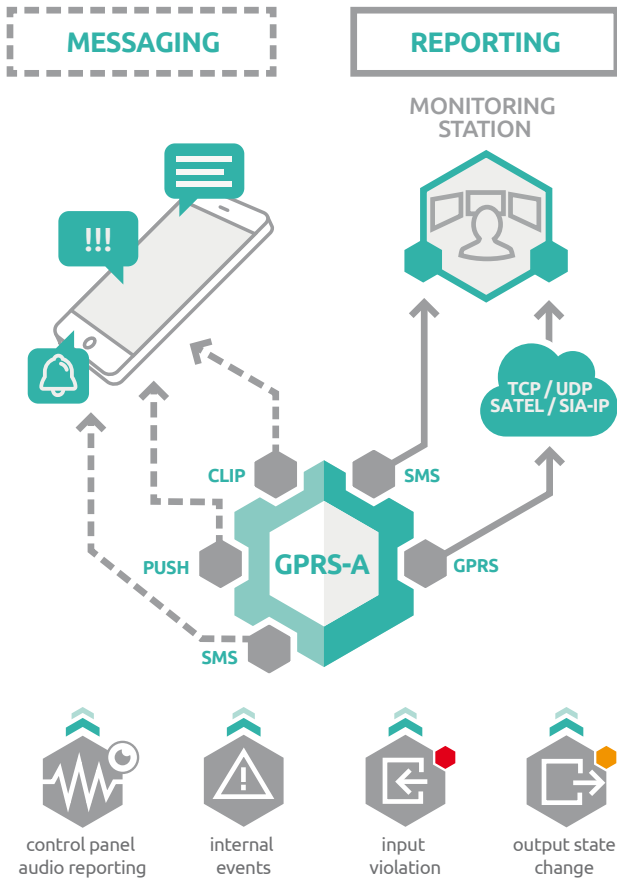 MESSAGING
REPORTING
MONITORING
STATION
!!!
TCP / UDP
SATEL / SIA-IP
CLIP
SMS
PUSH
GPRS-A
GPRS
SMS
control panel
audio reporting
internal
events
input
violation
output state
change